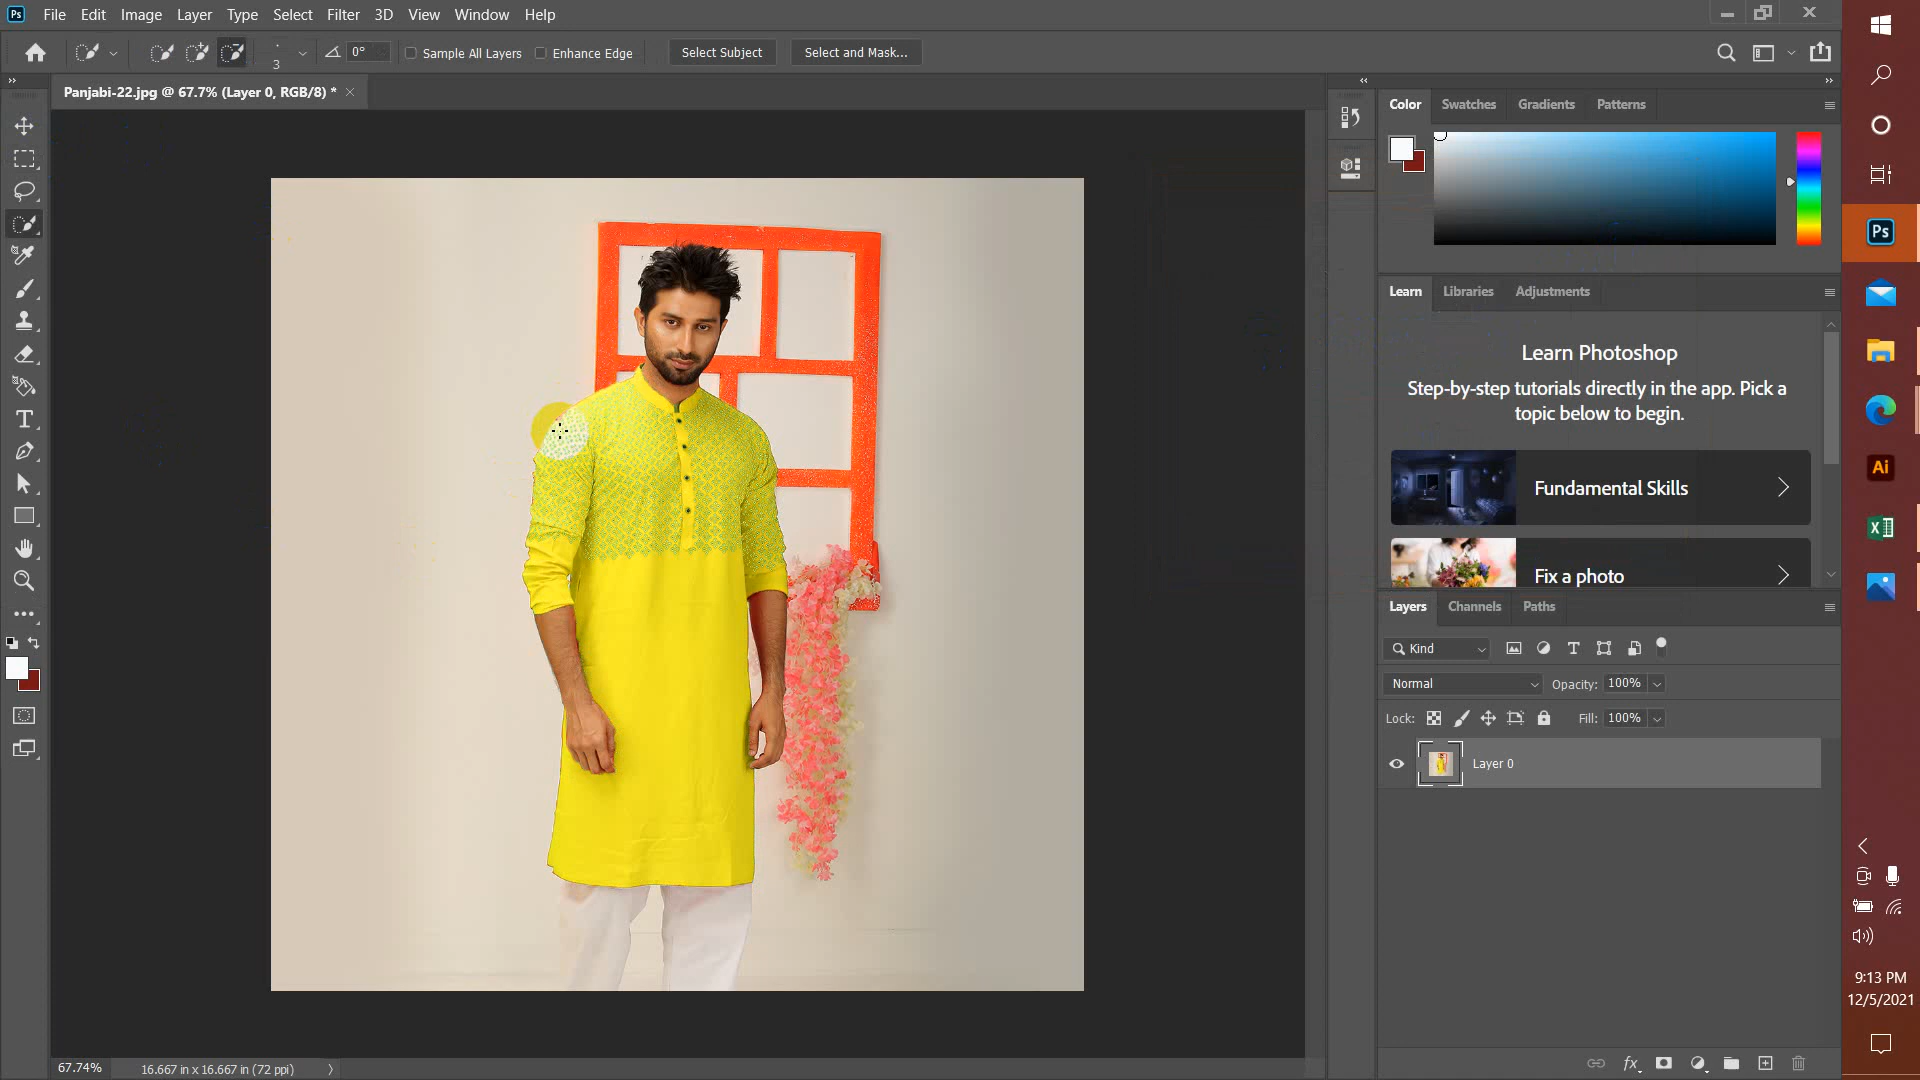 Ps File Edit Image Layer Type Select Filter 3D View Window Help
3 0° Sample All Layers Enhance Edge Select Subject Select and Mask...
Panjabi-22.jpg @ 67.7% (Layer 0, RGB/8) *
Color Swatches Gradients Patterns
Ps
Learn Libraries Adjustments
Learn Photoshop
Step-by-step tutorials directly in the app. Pick a
topic below to begin.
Fundamental Skills
Ai
Fix a photo
Layers Channels Paths
Kind
Normal Opacity: 100%
Lock: Fill: 100%
Layer 0
9:13 PM
12/5/2021
67.74% 16.667 in x 16.667 in (72 ppi)
fx